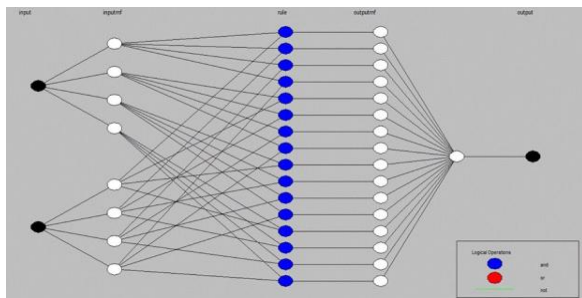 input
inputmf
rule
outputmf
output
Logical Operations
and
or
not